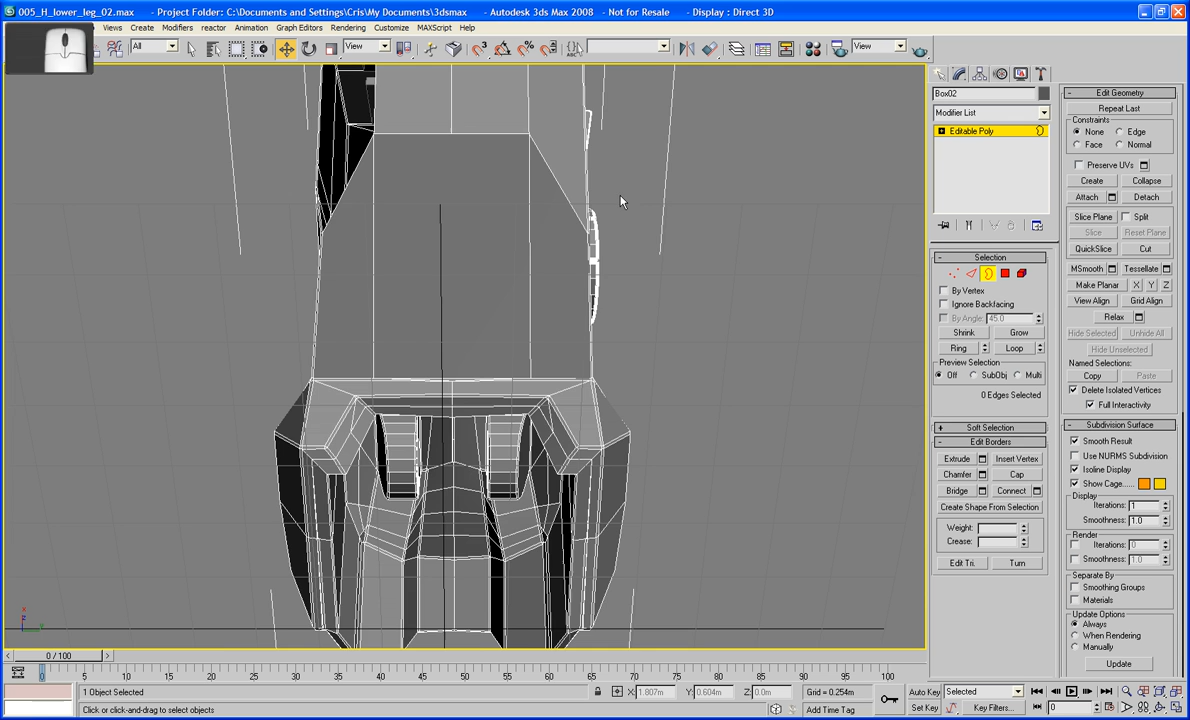 005_H_lower_leg_02.max - Project Folder: C:\Documents and Settings\Cris\My Documents\3dsmax - Autodesk 3ds Max 2008 - Not for Resale - Display : Direct 3D
Views Create Modifiers reactor Animation Graph Editors Rendering Customize MAXScript Help
All View View
Box02
Modifier List
Editable Poly
Selection
By Vertex
Ignore Backfacing
By Angle: 45.0
Shrink Grow
Ring Loop
Preview Selection
Off SubObj Multi
0 Edges Selected
Soft Selection
Edit Borders
Extrude Insert Vertex
Chamfer Cap
Bridge Connect
Create Shape From Selection
Weight:
Crease:
Edit Tri. Turn
Edit Geometry
Repeat Last
Constraints
None Edge
Face Normal
Preserve UVs
Create Collapse
Attach Detach
Slice Plane Split
Slice Reset Plane
QuickSlice Cut
MSmooth Tessellate
Make Planar X Y Z
View Align Grid Align
Relax
Hide Selected Unhide All
Hide Unselected
Named Selections:
Copy Paste
Delete Isolated Vertices
Full Interactivity
Subdivision Surface
Smooth Result
Use NURMS Subdivision
Isoline Display
Show Cage......
Display
Iterations: 1
Smoothness: 1.0
Render
Iterations: 0
Smoothness: 1.0
Separate By
Smoothing Groups
Materials
Update Options
Always
When Rendering
Manually
Update
0 / 100
0 5 10 15 20 25 30 35 40 45 50 55 60 65 70 75 80 85 90 95 100
1 Object Selected X: 1.807m Y: 0.604m Z: 0.0m Grid = 0.254m Auto Key Selected
Click or click-and-drag to select objects Add Time Tag Set Key Key Filters... 0